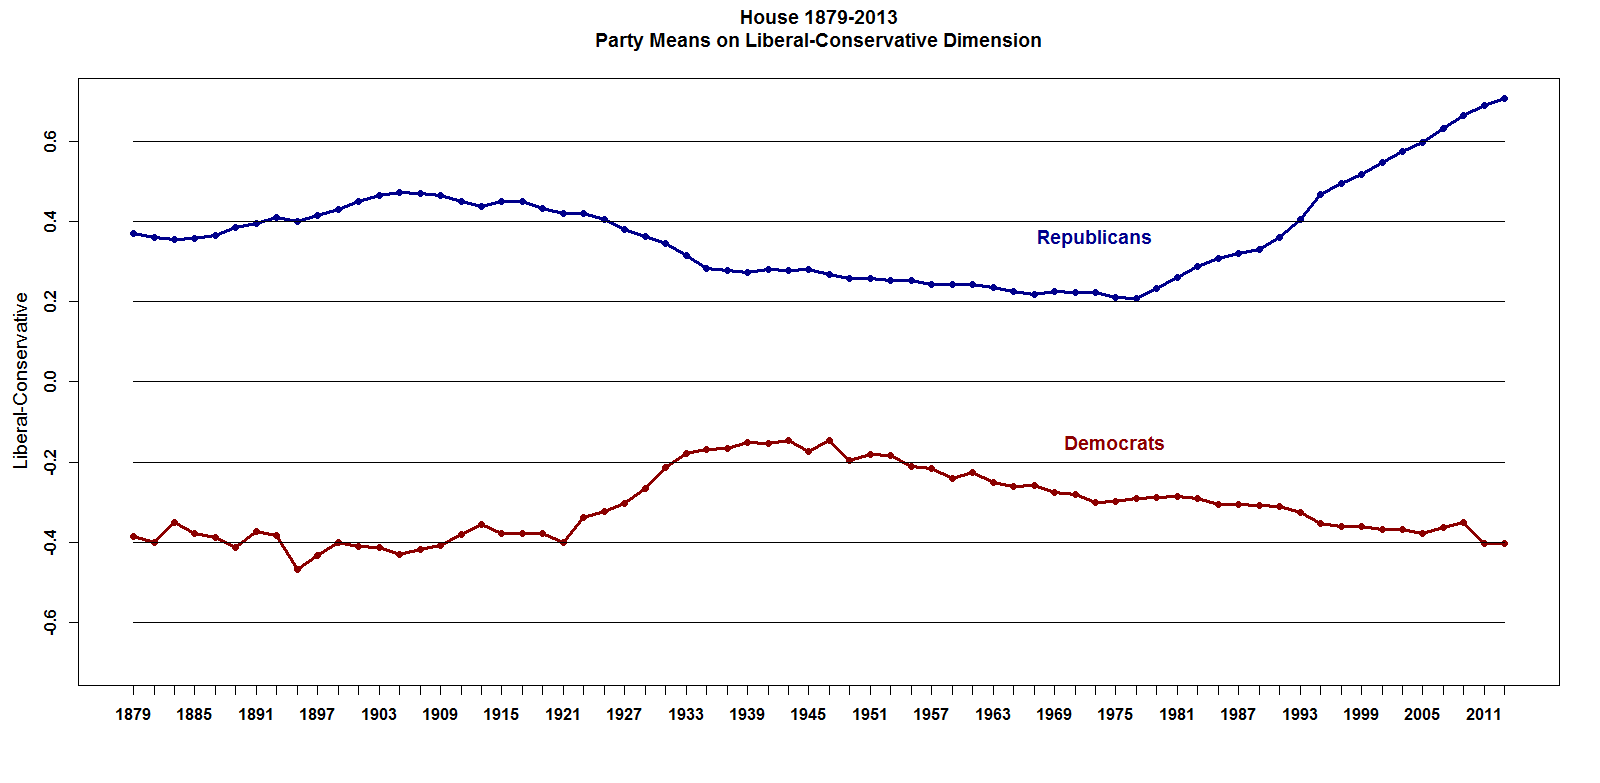 House 1879-2013
Party Means on Liberal-Conservative Dimension
Liberal-Conservative
0.6
0.4
0.2
0.0
-0.2
-0.4
-0.6
Republicans
Democrats
1879 1885 1891 1897 1903 1909 1915 1921 1927 1933 1939 1945 1951 1957 1963 1969 1975 1981 1987 1993 1999 2005 2011